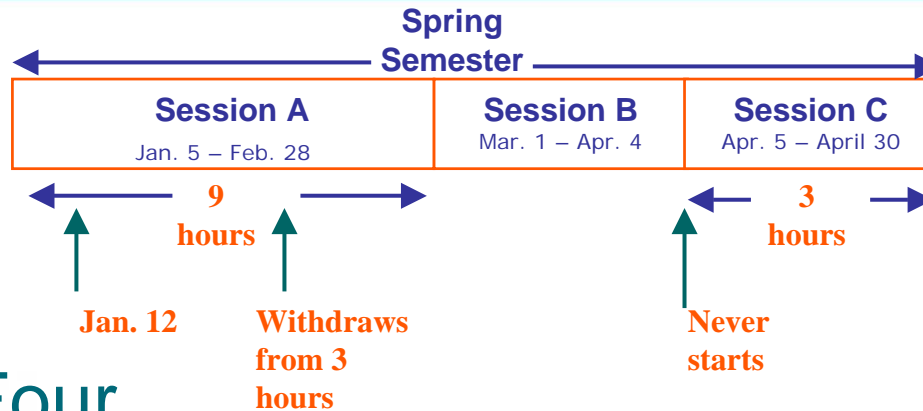 Spring
Semester
Session A
Jan. 5 – Feb. 28
Session B
Mar. 1 – Apr. 4
Session C
Apr. 5 – April 30
9
hours
3
hours
Jan. 12
Withdraws
from 3
hours
Never
starts
Four